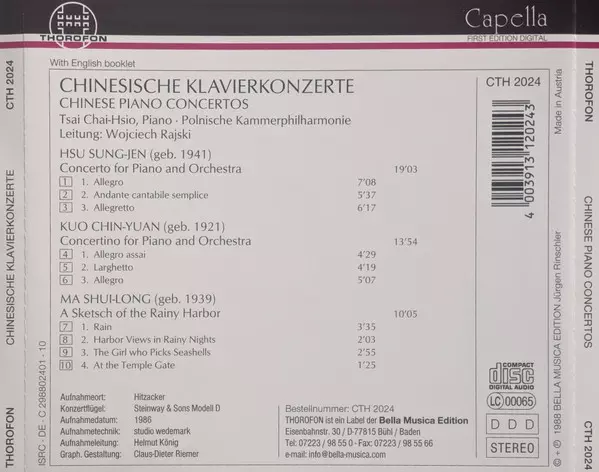 THOROFON
Capella
FIRST EDITION DIGITAL
With English booklet
CHINESISCHE KLAVIERKONZERTE
CHINESE PIANO CONCERTOS
Tsai Chai-Hsio, Piano · Polnische Kammerphilharmonie
Leitung: Wojciech Rajski
CTH 2024
HSU SUNG-JEN (geb. 1941)
Concerto for Piano and Orchestra 19'03
1 1. Allegro 7'08
2 2. Andante cantabile semplice 5'37
3 3. Allegretto 6'17
KUO CHIN-YUAN (geb. 1921)
Concertino for Piano and Orchestra 13'54
4 1. Allegro assai 4'29
5 2. Larghetto 4'19
6 3. Allegro 5'07
MA SHUI-LONG (geb. 1939)
A Sketsch of the Rainy Harbor 10'05
7 1. Rain 3'35
8 2. Harbor Views in Rainy Nights 2'03
9 3. The Girl who Picks Seashells 2'55
10 4. At the Temple Gate 1'25
Aufnahmeort: Hitzacker
Konzertflügel: Steinway & Sons Modell D
Aufnahmedatum: 1986
Aufnahmetechnik: studio wedemark
Aufnahmeleitung: Helmut König
Graph. Gestaltung: Claus-Dieter Riemer
Bestellnummer: CTH 2024
THOROFON ist ein Label der Bella Musica Edition
Eisenbahnstr. 30 / D-77815 Bühl / Baden
Tel: 07223 / 98 55 0 - Fax: 07223 / 98 55 66
e-mail: info@bella-musica.com
4 003913 120243
COMPACT
disc
DIGITAL AUDIO
LC 00065
D D D
STEREO
Made in Austria
© + ℗ 1988 BELLA MUSICA EDITION Jürgen Rinschler
ISRC - DE - C 298802401 - 10
THOROFON
CHINESISCHE KLAVIERKONZERTE
CTH 2024
THOROFON
CHINESE PIANO CONCERTOS
CTH 2024